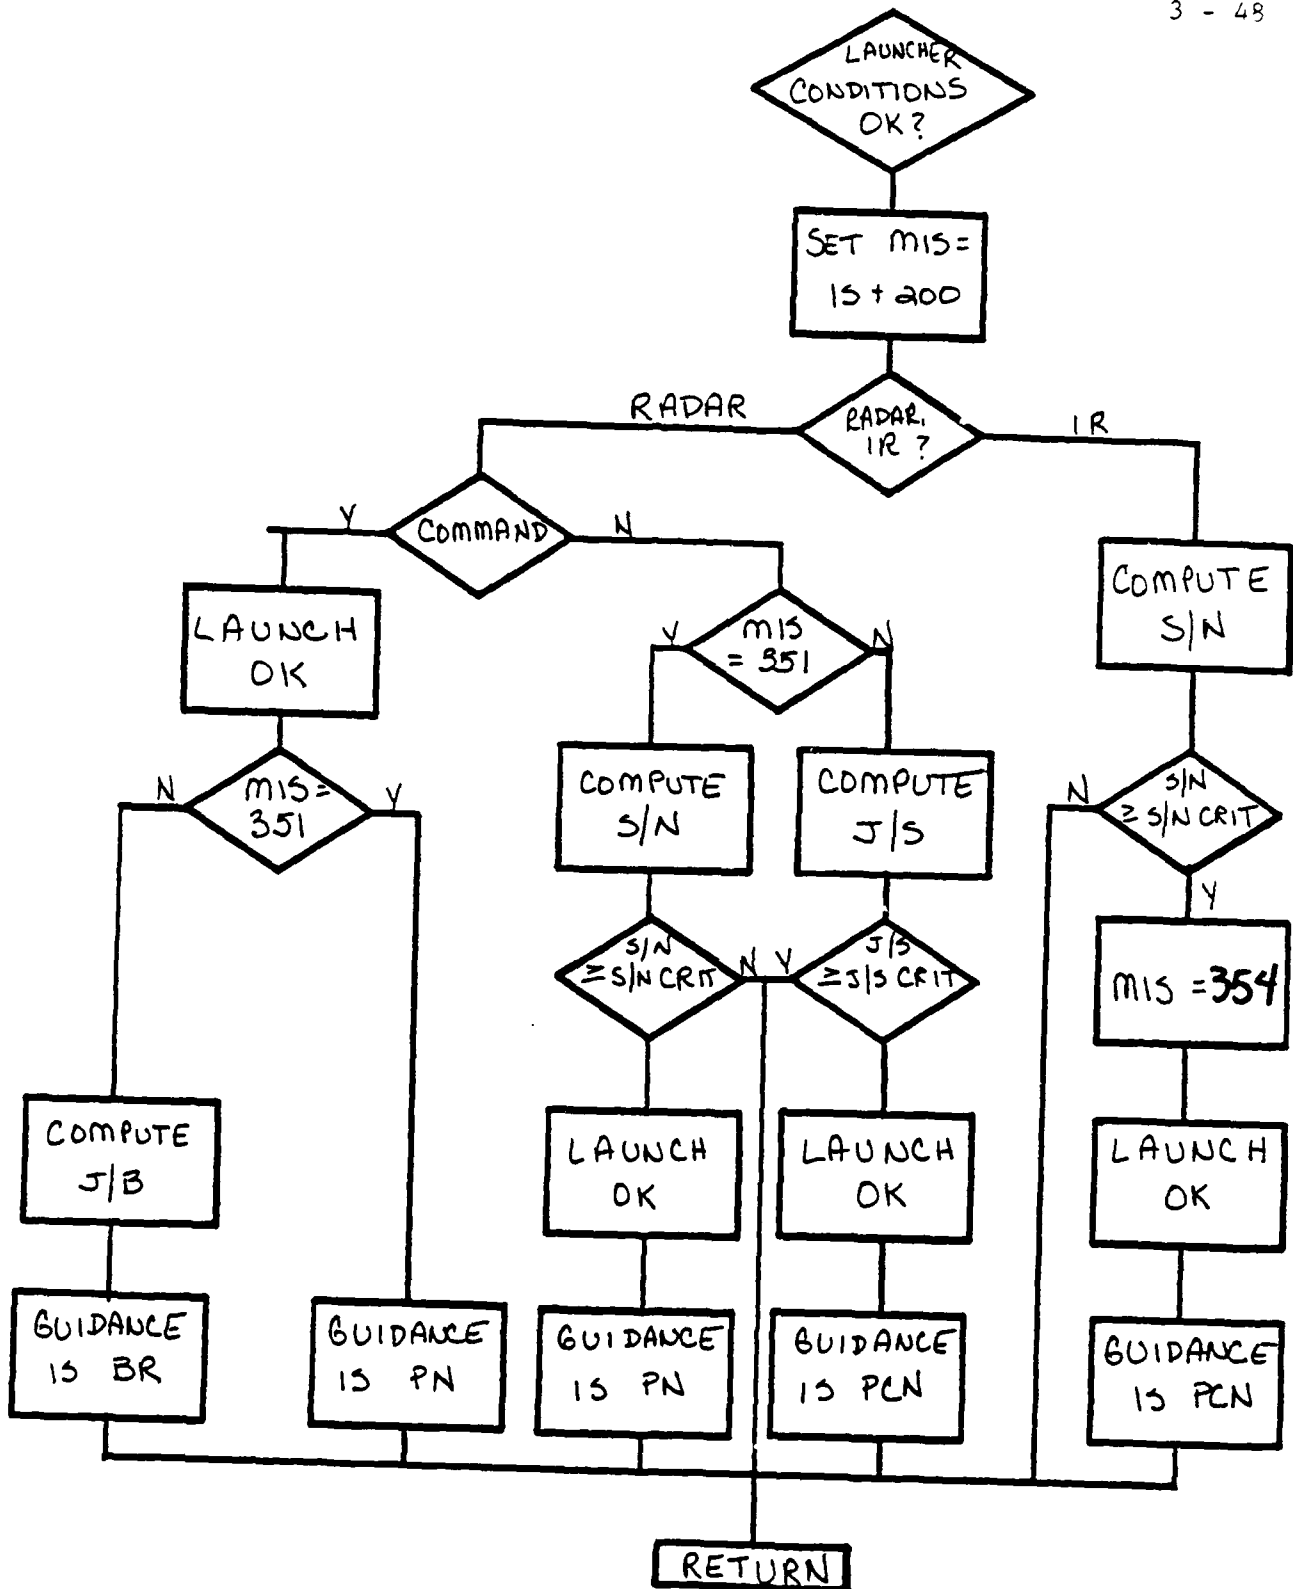 3 - 48
LAUNCHER
CONDITIONS
OK?
SET MIS=
IS + 200
RADAR
RADAR,
IR ?
IR
Y
COMMAND
N
LAUNCH
OK
Y
MIS
= 351
N
COMPUTE
S/N
N
MIS=
351
Y
COMPUTE
S/N
COMPUTE
J/S
N
S/N
≥ S/N CRIT
Y
S/N
≥ S/N CRIT
N
Y
J/S
≥ J/S CRIT
MIS = 354
COMPUTE
J/B
LAUNCH
OK
LAUNCH
OK
LAUNCH
OK
GUIDANCE
IS BR
GUIDANCE
IS PN
GUIDANCE
IS PN
GUIDANCE
IS PCN
GUIDANCE
IS PCN
RETURN